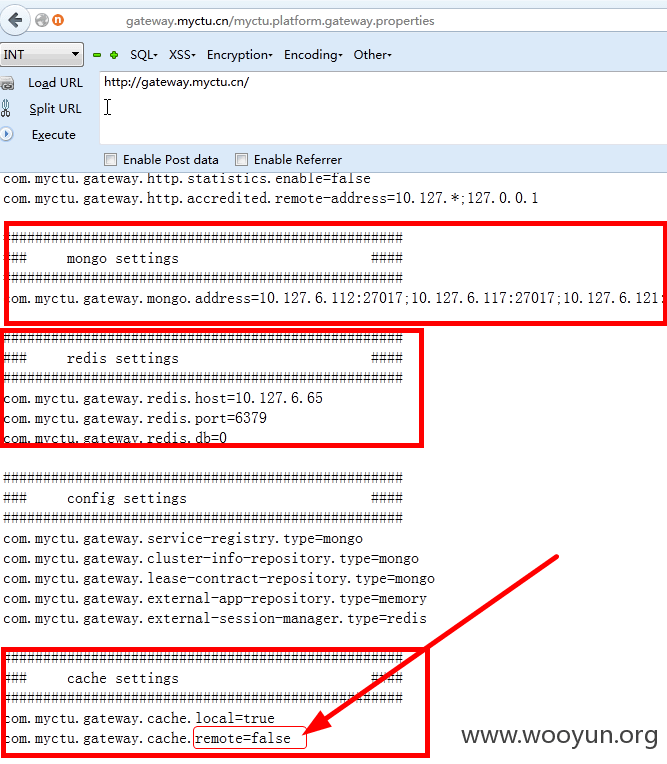 gateway.myctu.cn/myctu.platform.gateway.properties
INT SQL- XSS- Encryption- Encoding- Other-
Load URL http://gateway.myctu.cn/
Split URL
Execute
Enable Post data Enable Referrer
com.myctu.gateway.http.statistics.enable=false
com.myctu.gateway.http.accredited.remote-address=10.127.*;127.0.0.1
##################################################
### mongo settings ####
##################################################
com.myctu.gateway.mongo.address=10.127.6.112:27017;10.127.6.117:27017;10.127.6.121:
##################################################
### redis settings ####
##################################################
com.myctu.gateway.redis.host=10.127.6.65
com.myctu.gateway.redis.port=6379
com.myctu.gateway.redis.db=0
##################################################
### config settings ####
##################################################
com.myctu.gateway.service-registry.type=mongo
com.myctu.gateway.cluster-info-repository.type=mongo
com.myctu.gateway.lease-contract-repository.type=mongo
com.myctu.gateway.external-app-repository.type=memory
com.myctu.gateway.external-session-manager.type=redis
##################################################
### cache settings ####
##################################################
com.myctu.gateway.cache.local=true
com.myctu.gateway.cache.remote=false
www.wooyun.org